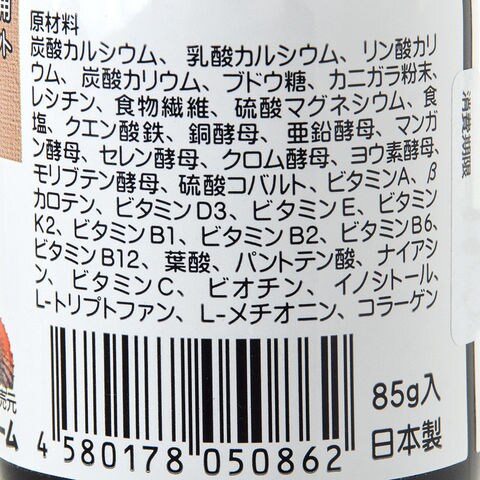 原材料
炭酸カルシウム、乳酸カルシウム、リン酸カリ
ウム、炭酸カリウム、ブドウ糖、カニガラ粉末、
レシチン、食物繊維、硫酸マグネシウム、食
塩、クエン酸鉄、銅酵母、亜鉛酵母、マンガ
ン酵母、セレン酵母、クロム酵母、ヨウ素酵母、
モリブテン酵母、硫酸コバルト、ビタミンA、β
カロテン、ビタミンD3、ビタミンE、ビタミン
K2、ビタミンB1、ビタミンB2、ビタミンB6、
ビタミンB12、葉酸、パントテン酸、ナイアシ
ン、ビタミンC、ビオチン、イノシトール、
L-トリプトファン、L-メチオニン、コラーゲン
85g入
日本製
4 580178 050862
消費期限
売元
ーム